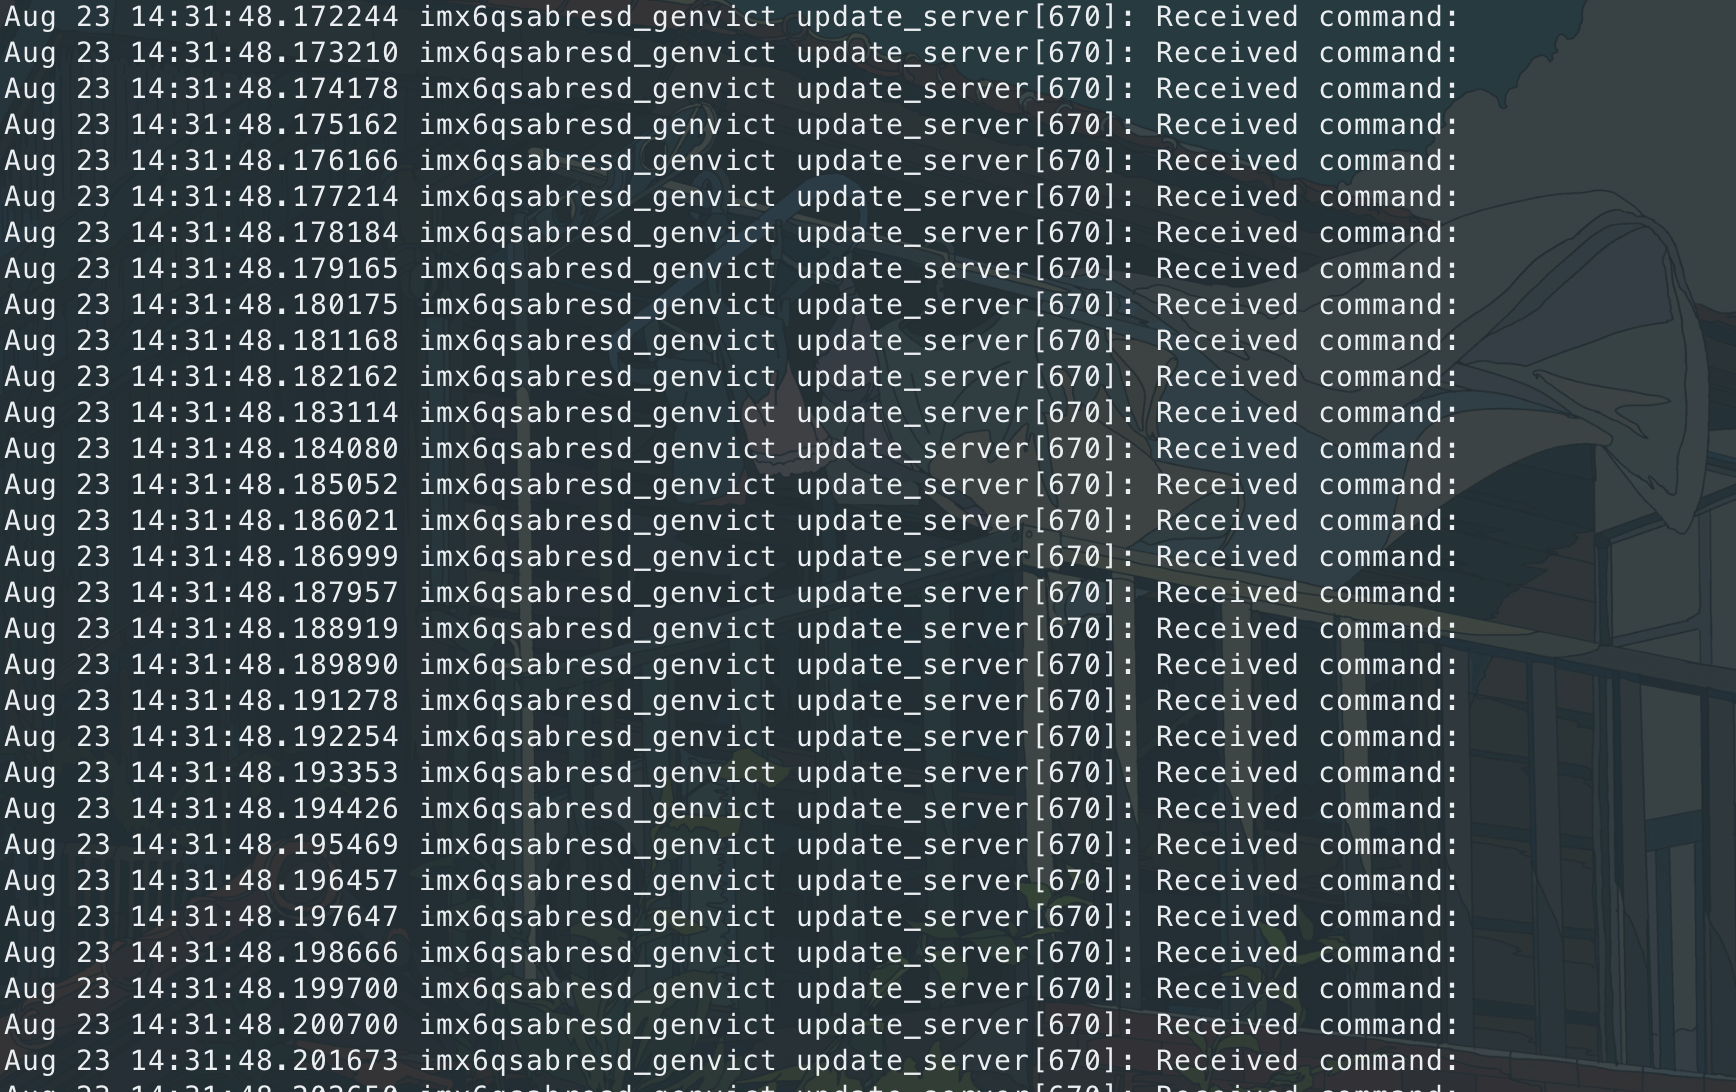 Aug 23 14:31:48.172244 imx6qsabresd_genvict update_server[670]: Received command:
Aug 23 14:31:48.173210 imx6qsabresd_genvict update_server[670]: Received command:
Aug 23 14:31:48.174178 imx6qsabresd_genvict update_server[670]: Received command:
Aug 23 14:31:48.175162 imx6qsabresd_genvict update_server[670]: Received command:
Aug 23 14:31:48.176166 imx6qsabresd_genvict update_server[670]: Received command:
Aug 23 14:31:48.177214 imx6qsabresd_genvict update_server[670]: Received command:
Aug 23 14:31:48.178184 imx6qsabresd_genvict update_server[670]: Received command:
Aug 23 14:31:48.179165 imx6qsabresd_genvict update_server[670]: Received command:
Aug 23 14:31:48.180175 imx6qsabresd_genvict update_server[670]: Received command:
Aug 23 14:31:48.181168 imx6qsabresd_genvict update_server[670]: Received command:
Aug 23 14:31:48.182162 imx6qsabresd_genvict update_server[670]: Received command:
Aug 23 14:31:48.183114 imx6qsabresd_genvict update_server[670]: Received command:
Aug 23 14:31:48.184080 imx6qsabresd_genvict update_server[670]: Received command:
Aug 23 14:31:48.185052 imx6qsabresd_genvict update_server[670]: Received command:
Aug 23 14:31:48.186021 imx6qsabresd_genvict update_server[670]: Received command:
Aug 23 14:31:48.186999 imx6qsabresd_genvict update_server[670]: Received command:
Aug 23 14:31:48.187957 imx6qsabresd_genvict update_server[670]: Received command:
Aug 23 14:31:48.188919 imx6qsabresd_genvict update_server[670]: Received command:
Aug 23 14:31:48.189890 imx6qsabresd_genvict update_server[670]: Received command:
Aug 23 14:31:48.191278 imx6qsabresd_genvict update_server[670]: Received command:
Aug 23 14:31:48.192254 imx6qsabresd_genvict update_server[670]: Received command:
Aug 23 14:31:48.193353 imx6qsabresd_genvict update_server[670]: Received command:
Aug 23 14:31:48.194426 imx6qsabresd_genvict update_server[670]: Received command:
Aug 23 14:31:48.195469 imx6qsabresd_genvict update_server[670]: Received command:
Aug 23 14:31:48.196457 imx6qsabresd_genvict update_server[670]: Received command:
Aug 23 14:31:48.197647 imx6qsabresd_genvict update_server[670]: Received command:
Aug 23 14:31:48.198666 imx6qsabresd_genvict update_server[670]: Received command:
Aug 23 14:31:48.199700 imx6qsabresd_genvict update_server[670]: Received command:
Aug 23 14:31:48.200700 imx6qsabresd_genvict update_server[670]: Received command:
Aug 23 14:31:48.201673 imx6qsabresd_genvict update_server[670]: Received command: